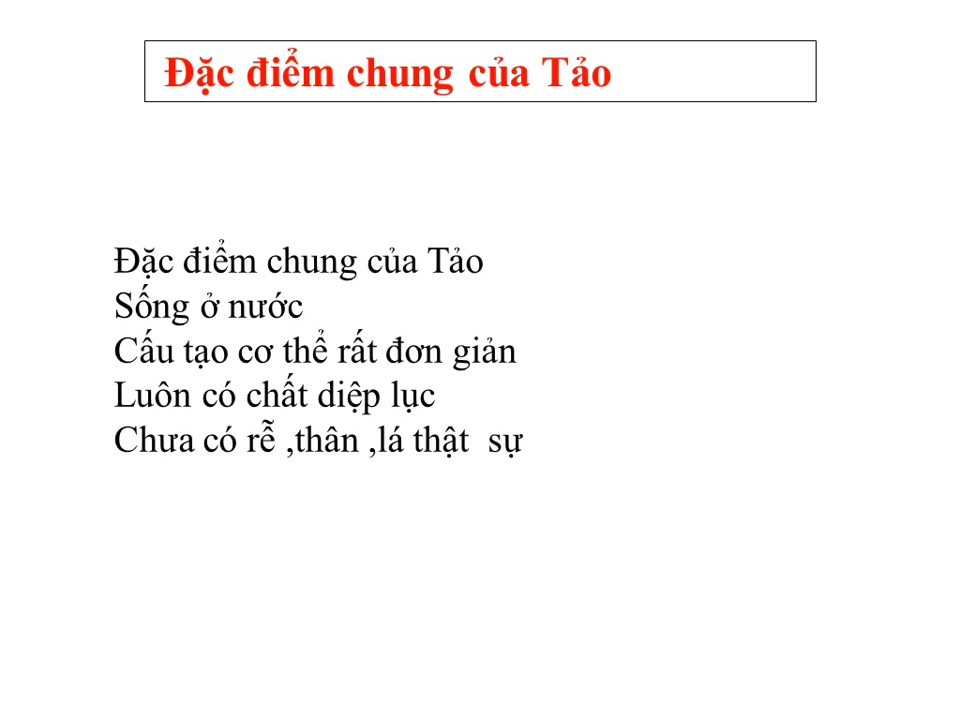 Đặc điểm chung của Tảo
Đặc điểm chung của Tảo
Sống ở nước
Cấu tạo cơ thể rất đơn giản
Luôn có chất diệp lục
Chưa có rễ ,thân ,lá thật sự